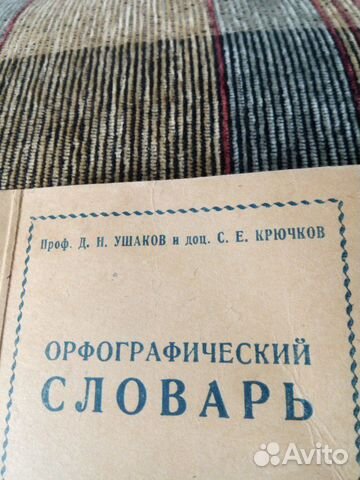 Проф. Д. Н. УШАКОВ и доц. С. Е. КРЮЧКОВ
ОРФОГРАФИЧЕСКИЙ
СЛОВАРЬ
Avito